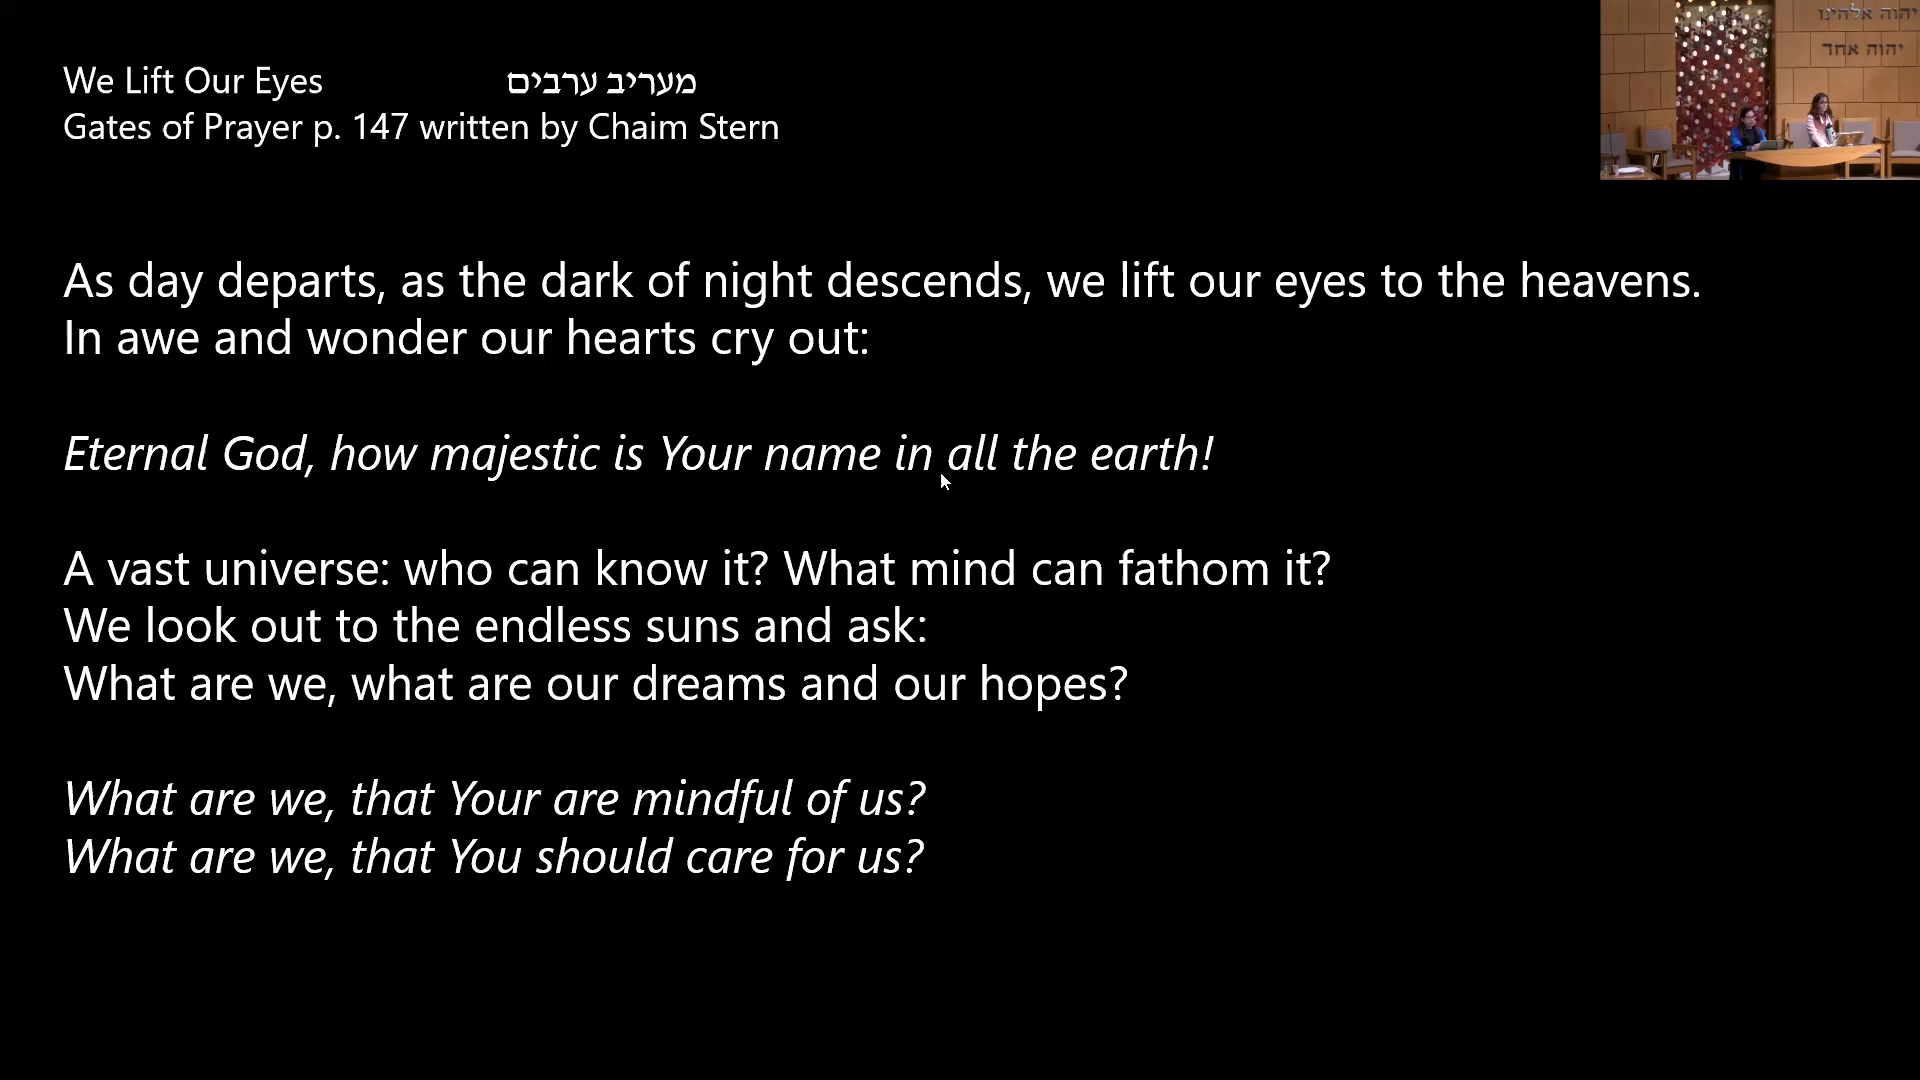 We Lift Our Eyes מעריב ערבים
Gates of Prayer p. 147 written by Chaim Stern
As day departs, as the dark of night descends, we lift our eyes to the heavens.
In awe and wonder our hearts cry out:
Eternal God, how majestic is Your name in all the earth!
A vast universe: who can know it? What mind can fathom it?
We look out to the endless suns and ask:
What are we, what are our dreams and our hopes?
What are we, that Your are mindful of us?
What are we, that You should care for us?
יהוה אלהינו
יהוה אחד